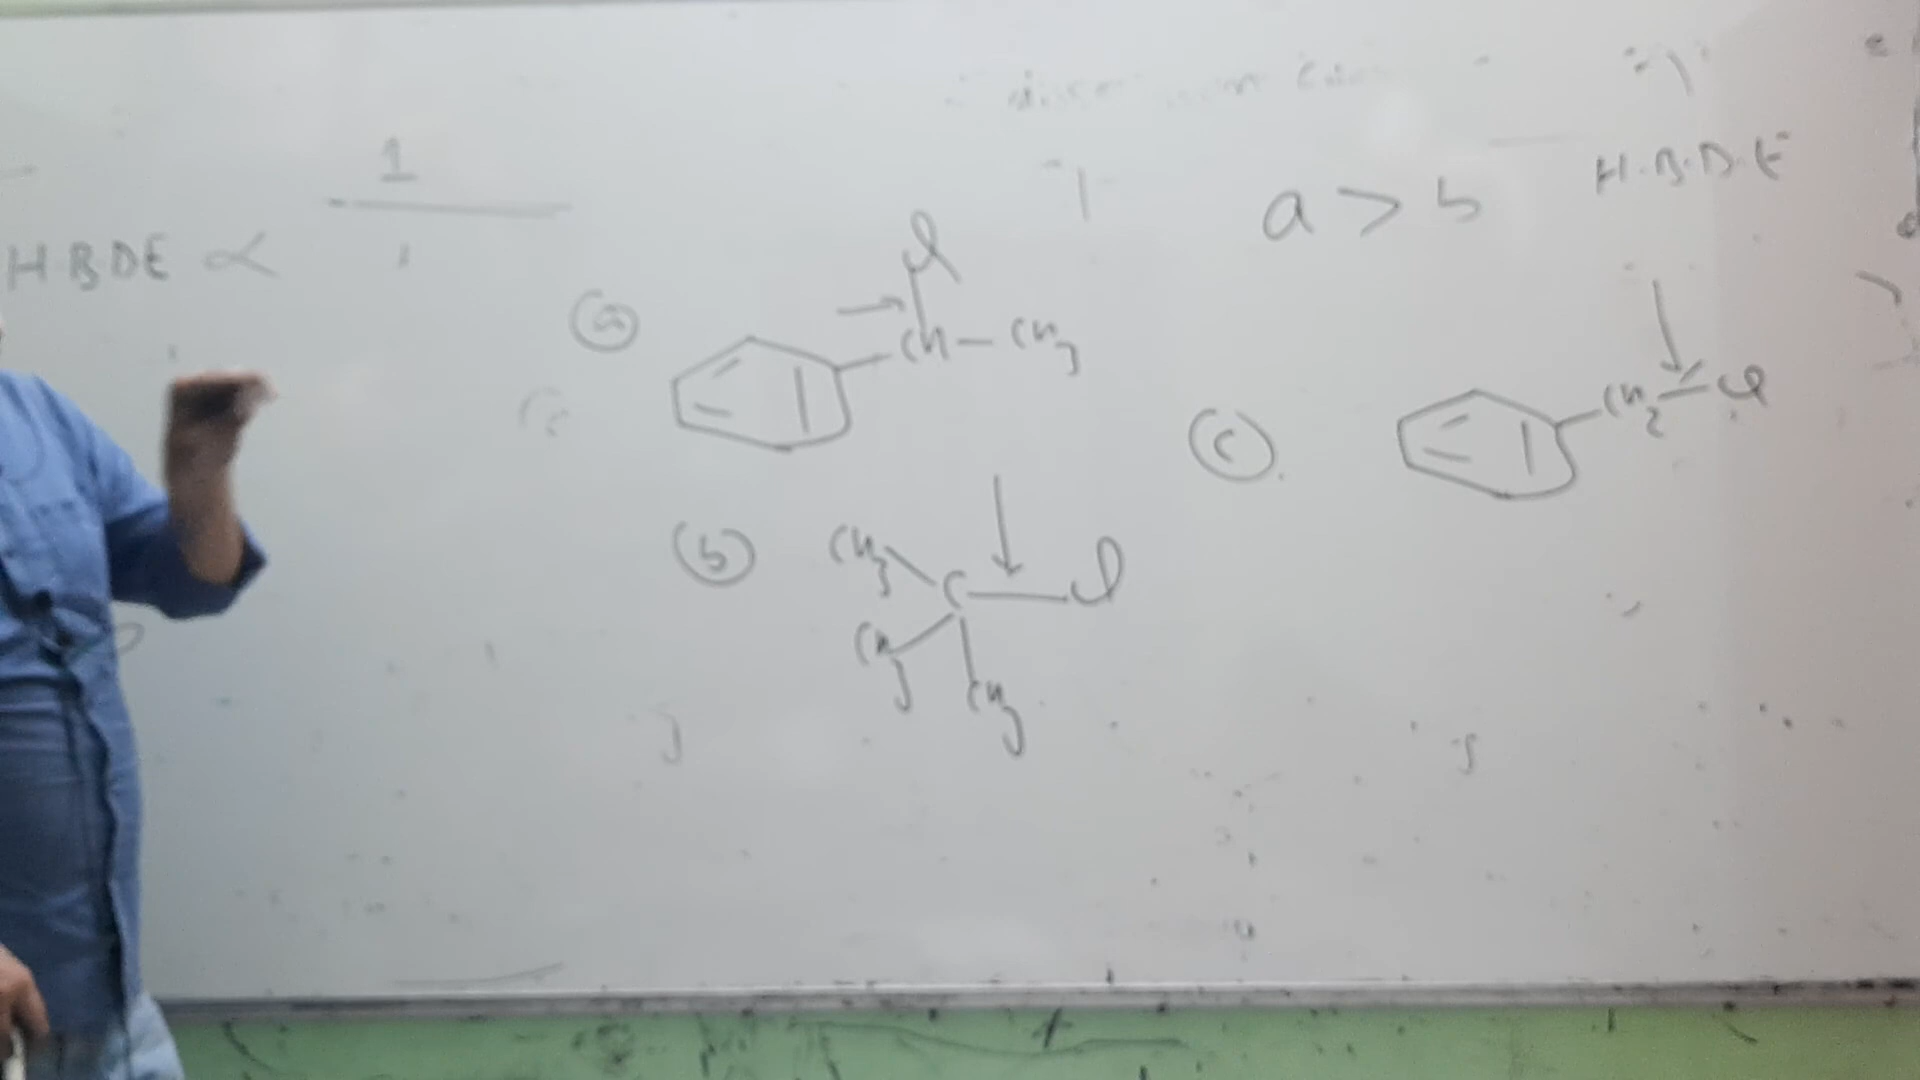 1
HBDE ∝
a > b
H.B.D.E
(a)
Cl
CH-CH3
(b)
CH3
C-Cl
CH3
CH3
(c).
CH2-Cl